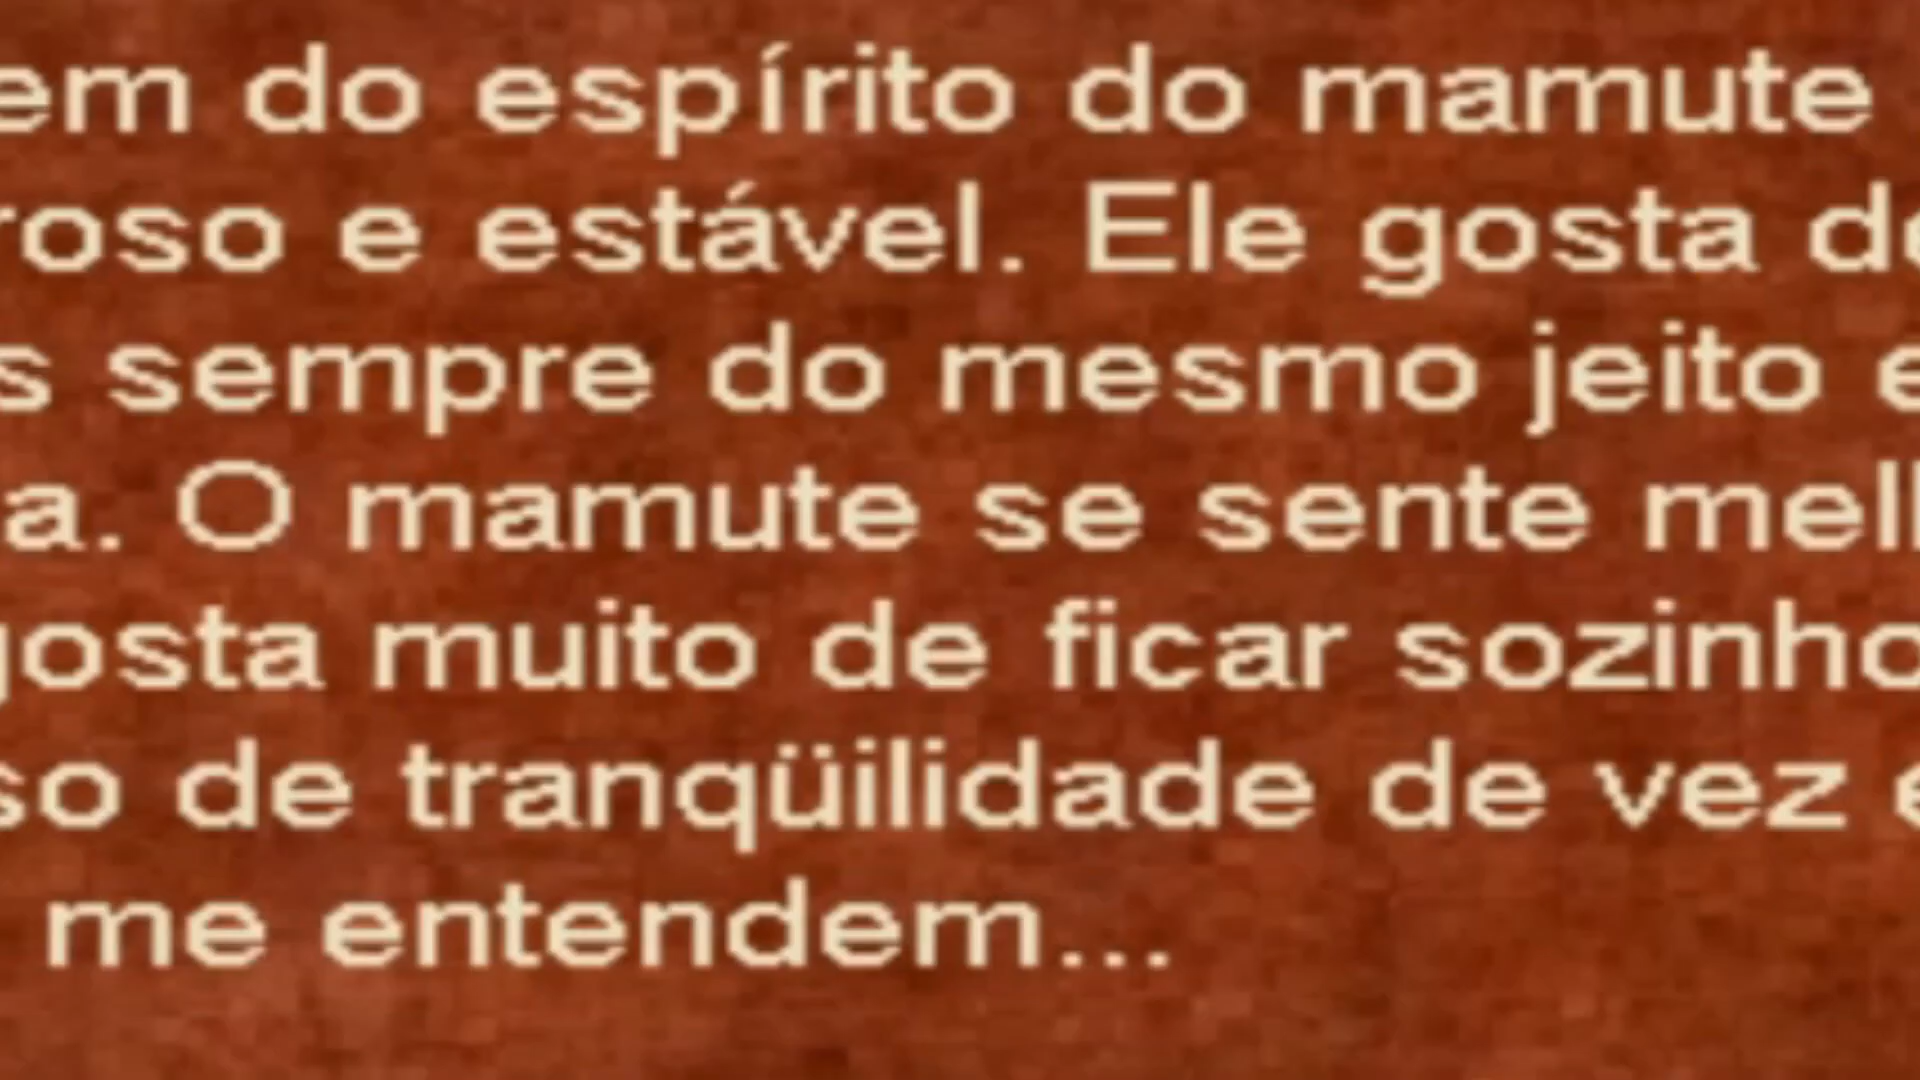 em do espírito do mamute
roso e estável. Ele gosta de
s sempre do mesmo jeito e
a. O mamute se sente mell
gosta muito de ficar sozinho
so de tranqüilidade de vez e
me entendem...